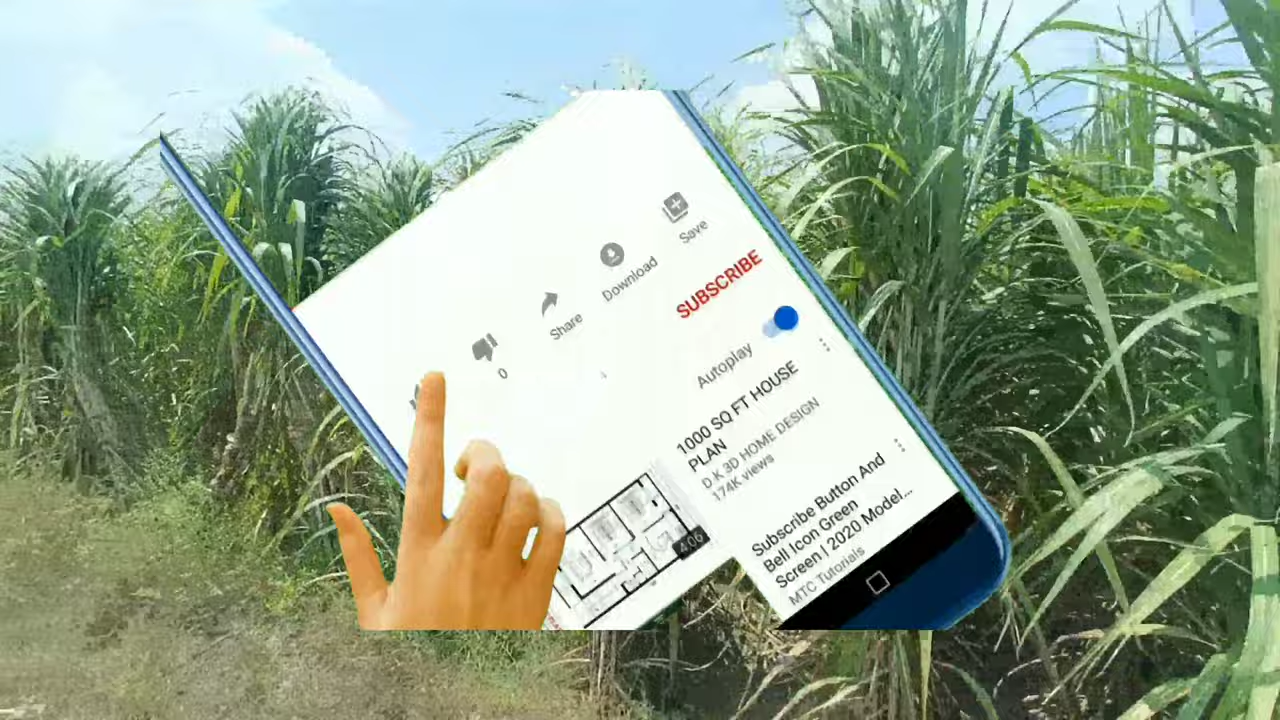 0
Share
Download
Save
SUBSCRIBE
Autoplay
1000 SQ FT HOUSE
PLAN
D K 3D HOME DESIGN
174K views
4:06
Subscribe Button And
Bell Icon Green
Screen | 2020 Model...
MTC Tutorials